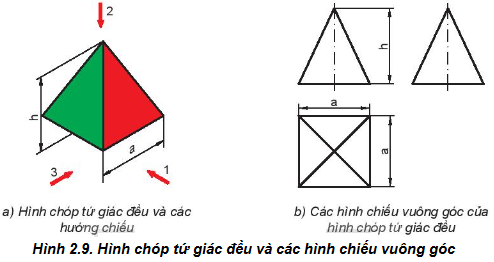 2
h
a
3
1
h
a
a
a) Hình chóp tứ giác đều và các
hướng chiếu
b) Các hình chiếu vuông góc của
hình chóp tứ giác đều
Hình 2.9. Hình chóp tứ giác đều và các hình chiếu vuông góc